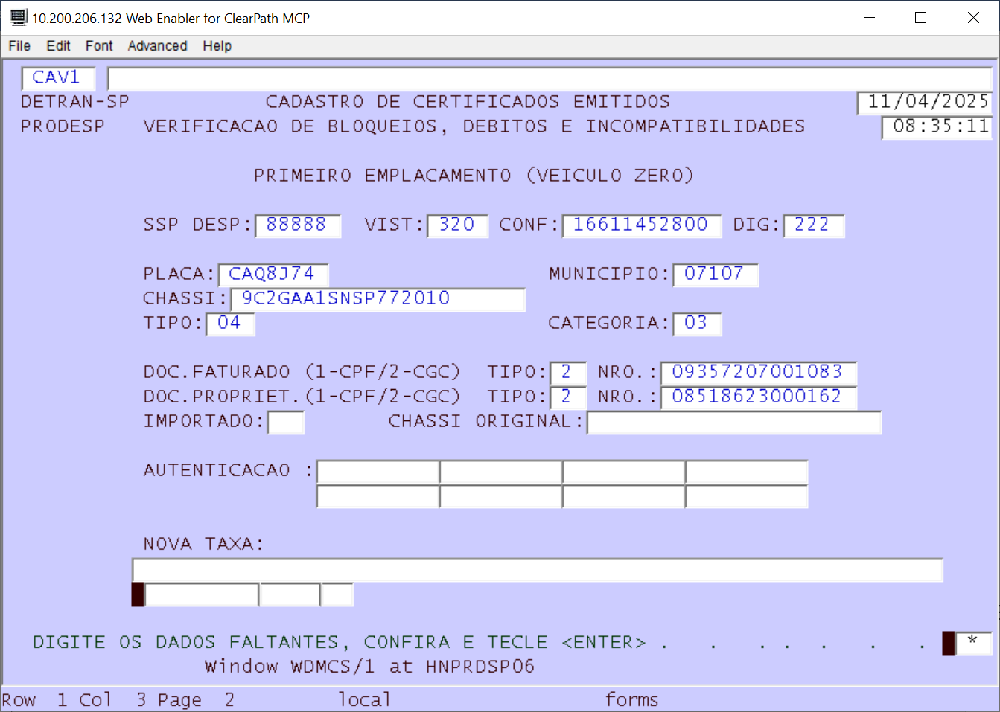 10.200.206.132 Web Enabler for ClearPath MCP
File Edit Font Advanced Help
CAV1
DETRAN-SP CADASTRO DE CERTIFICADOS EMITIDOS 11/04/2025
PRODESP VERIFICACAO DE BLOQUEIOS, DEBITOS E INCOMPATIBILIDADES 08:35:11
PRIMEIRO EMPLACAMENTO (VEICULO ZERO)
SSP DESP: 88888 VIST: 320 CONF: 16611452800 DIG: 222
PLACA: CAQ8J74 MUNICIPIO: 07107
CHASSI: 9C2GAA1SNSP772010
TIPO: 04 CATEGORIA: 03
DOC.FATURADO (1-CPF/2-CGC) TIPO: 2 NRO.: 09357207001083
DOC.PROPRIET.(1-CPF/2-CGC) TIPO: 2 NRO.: 08518623000162
IMPORTADO: CHASSI ORIGINAL:
AUTENTICACAO :
NOVA TAXA:
DIGITE OS DADOS FALTANTES, CONFIRA E TECLE <ENTER> . . . . . . . *
Window WDMCS/1 at HNPRDSP06
Row 1 Col 3 Page 2 local forms